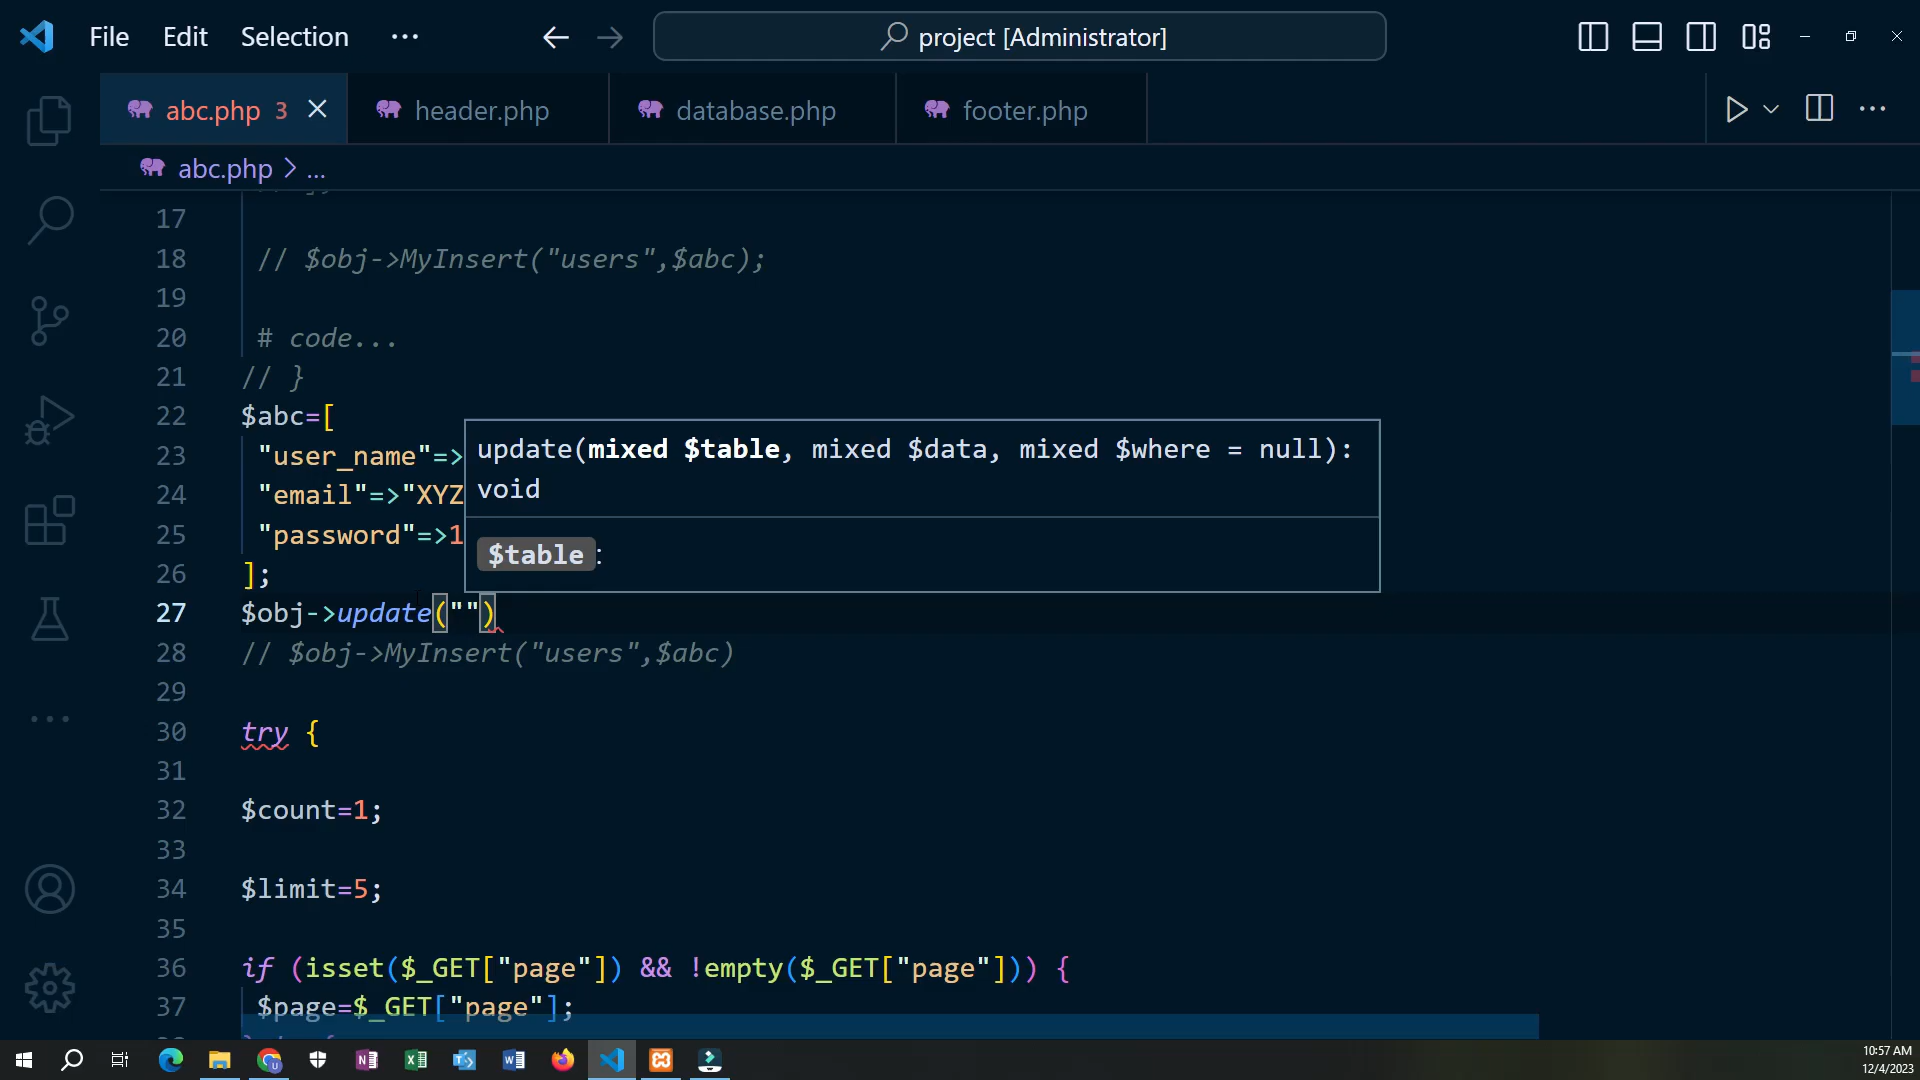 File Edit Selection ···
project [Administrator]
abc.php 3
header.php
database.php
footer.php
abc.php > ...
17
18 // $obj->MyInsert("users",$abc);
19
20 # code...
21 // }
22 $abc=[
23 "user_name"=>
24 "email"=>"XYZ
25 "password"=>1
26 ];
update(mixed $table, mixed $data, mixed $where = null):
void
$table:
27 $obj->update("")
28 // $obj->MyInsert("users",$abc)
29
30 try {
31
32 $count=1;
33
34 $limit=5;
35
36 if (isset($_GET["page"]) && !empty($_GET["page"])) {
37 $page=$_GET["page"];
10:57 AM
12/4/2023